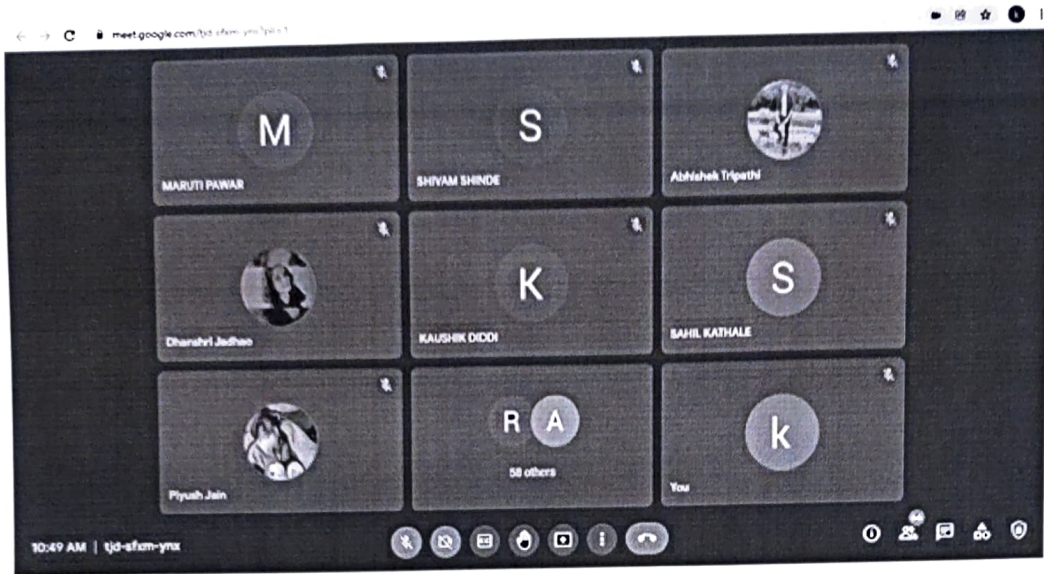 meet.google.com/
M
MARUTI PAWAR
S
SHIVAM SHINDE
Abhishek Tripathi
Dhanshri Jadhao
K
KAUSHIK DIDDI
S
SAHIL KATHALE
Piyush Jain
R A
58 others
k
You
10:49 AM | tjd-sfxm-ynx